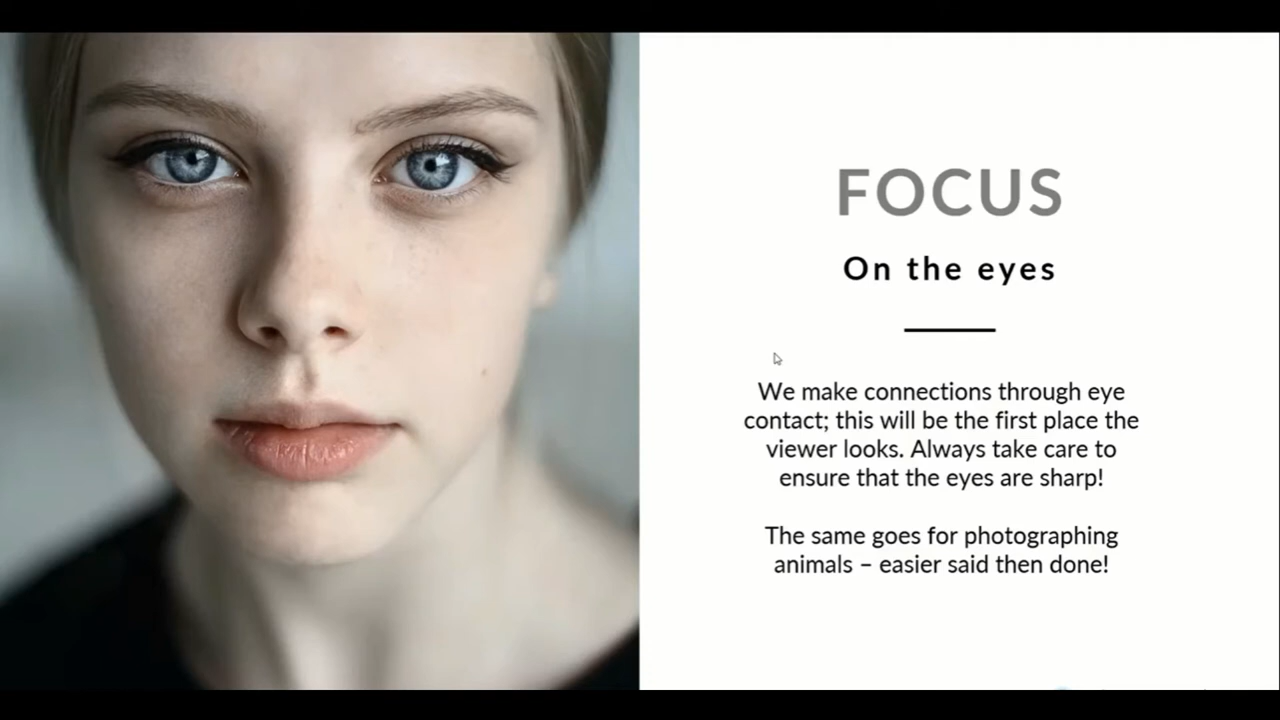 FOCUS
On the eyes
We make connections through eye
contact; this will be the first place the
viewer looks. Always take care to
ensure that the eyes are sharp!
The same goes for photographing
animals – easier said then done!